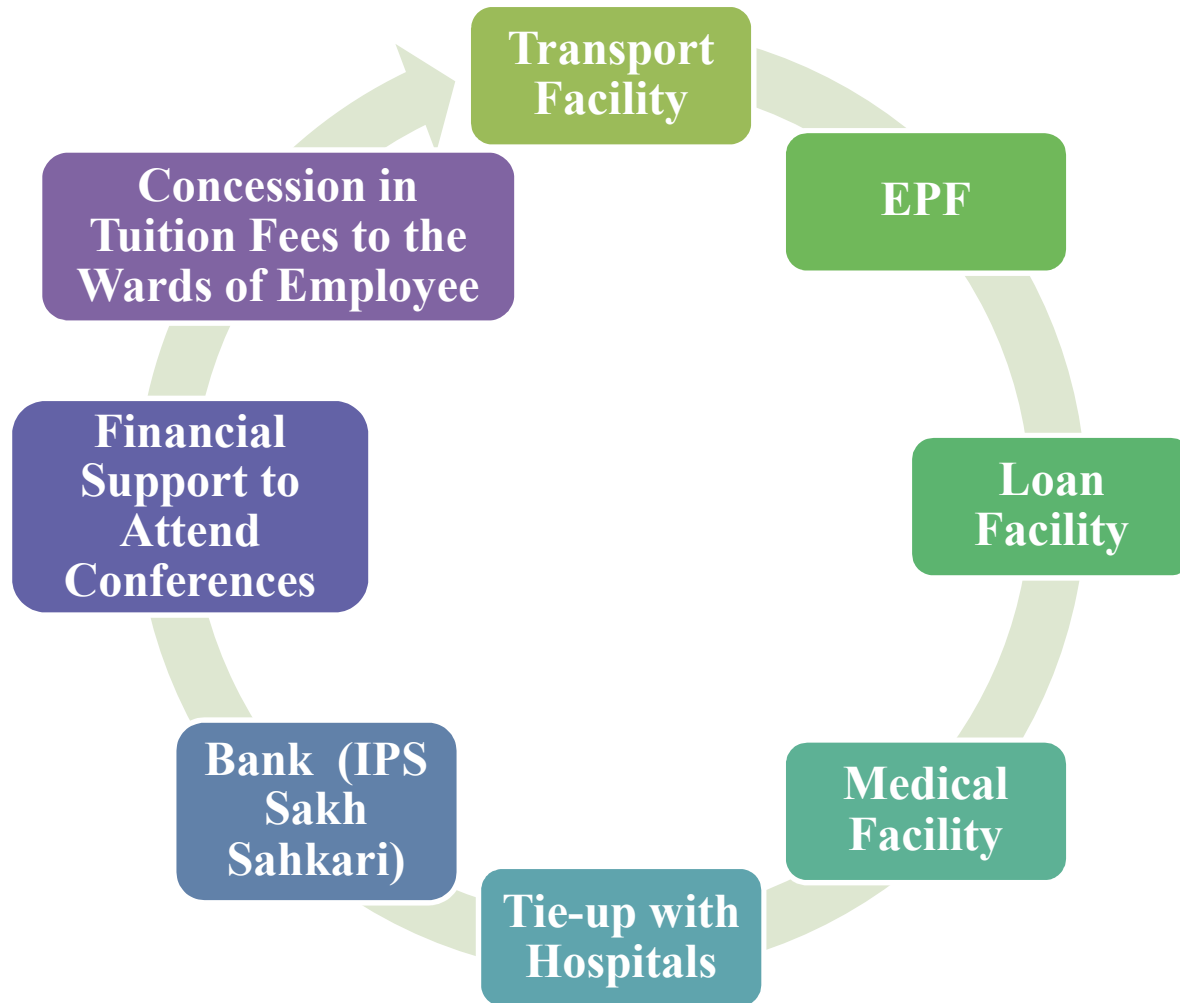 Transport
Facility
EPF
Loan
Facility
Medical
Facility
Tie-up with
Hospitals
Bank  (IPS
Sakh
Sahkari)
Financial
Support to
Attend
Conferences
Concession in
Tuition Fees to the
Wards of Employee